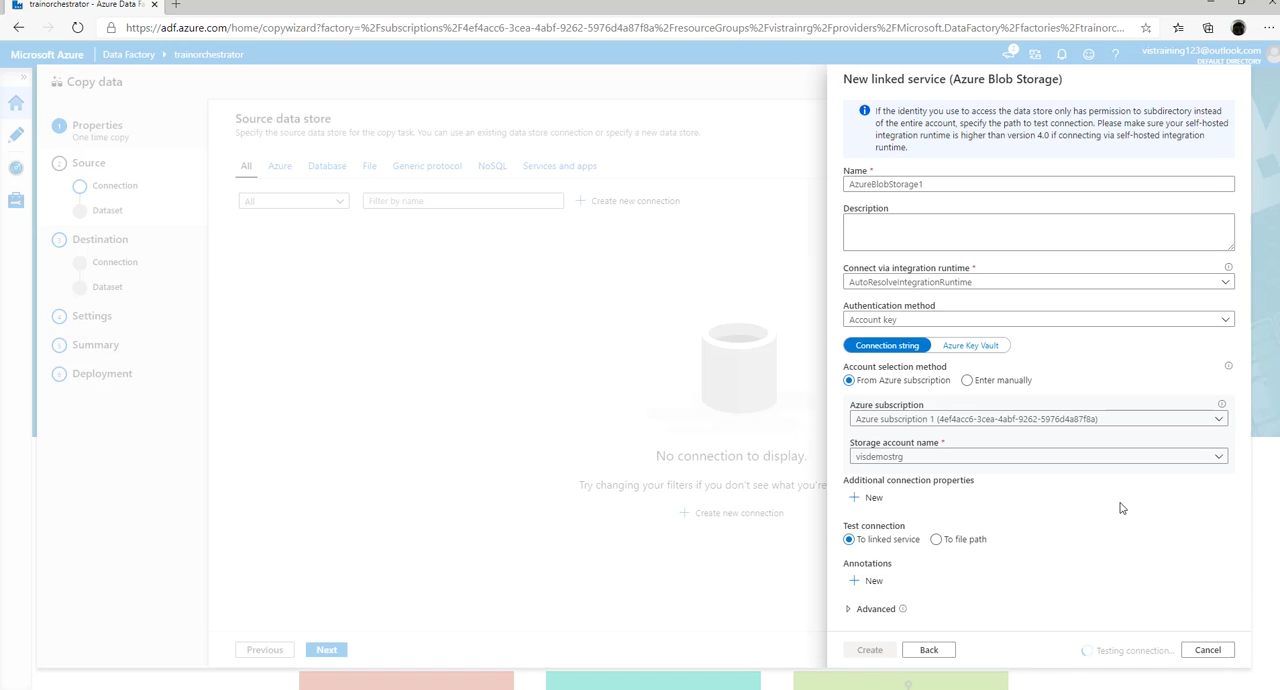 trainorchestrator - Azure Data Fa
https://adf.azure.com/home/copywizard?factory=%2Fsubscriptions%2F4ef4acc6-3cea-4abf-9262-5976d4a87f8a%2FresourceGroups%2Fvistrainrg%2Fproviders%2FMicrosoft.DataFactory%2Ffactories%2Ftrainorc...
Microsoft Azure
Data Factory
trainorchestrator
vistraining123@outlook.com
DEFAULT DIRECTORY
Copy data
1 Properties
One time copy
2 Source
Connection
Dataset
3 Destination
Connection
Dataset
4 Settings
5 Summary
6 Deployment
Source data store
Specify the source data store for the copy task. You can use an existing data store connection or specify a new data store.
All Azure Database File Generic protocol NoSQL Services and apps
All
Filter by name
Create new connection
No connection to display.
Try changing your filters if you don't see what you're
Create new connection
Previous
Next
New linked service (Azure Blob Storage)
If the identity you use to access the data store only has permission to subdirectory instead
of the entire account, specify the path to test connection. Please make sure your self-hosted
integration runtime is higher than version 4.0 if connecting via self-hosted integration
runtime.
Name *
AzureBlobStorage1
Description
Connect via integration runtime *
AutoResolveIntegrationRuntime
Authentication method
Account key
Connection string
Azure Key Vault
Account selection method
From Azure subscription
Enter manually
Azure subscription
Azure subscription 1 (4ef4acc6-3cea-4abf-9262-5976d4a87f8a)
Storage account name *
visdemostrg
Additional connection properties
New
Test connection
To linked service
To file path
Annotations
New
Advanced
Create
Back
Testing connection...
Cancel